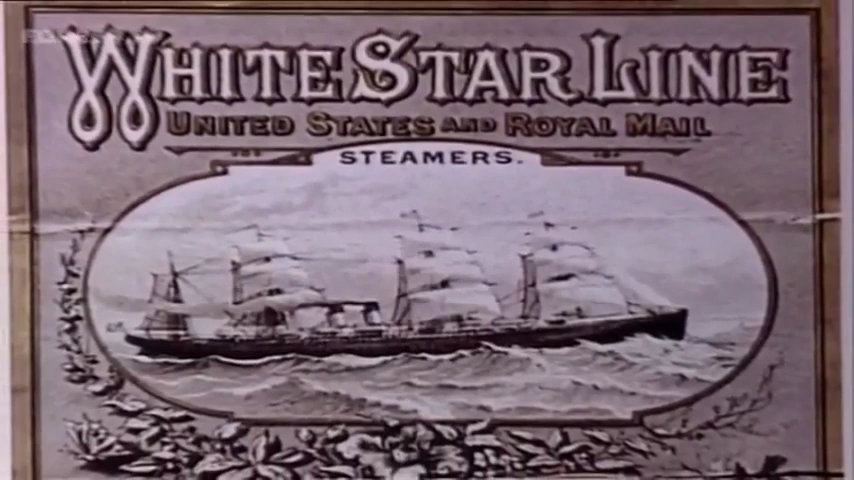 WHITE STAR LINE
UNITED STATES AND ROYAL MAIL
STEAMERS.